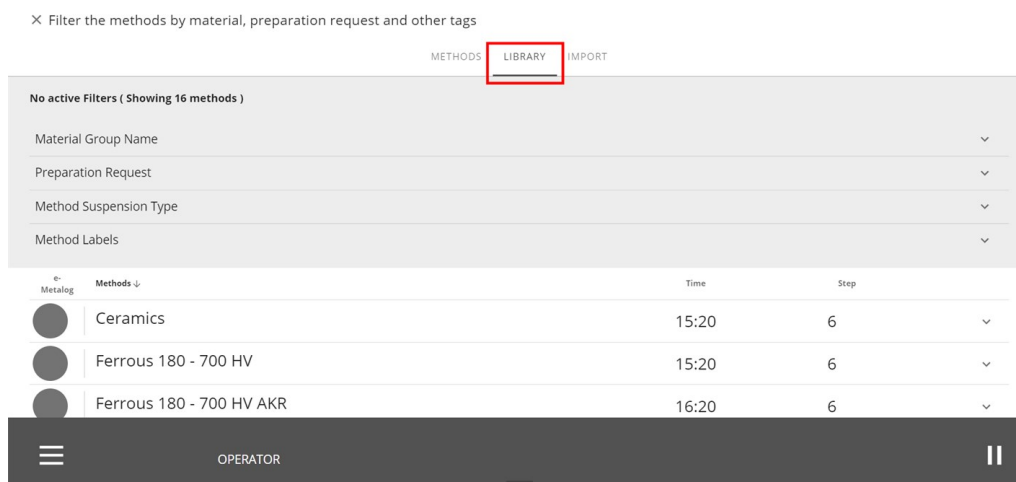 × Filter the methods by material, preparation request and other tags
METHODS LIBRARY IMPORT
No active Filters ( Showing 16 methods )
Material Group Name
Preparation Request
Method Suspension Type
Method Labels
e-Metalog Methods ↓ Time Step
Ceramics 15:20 6
Ferrous 180 - 700 HV 15:20 6
Ferrous 180 - 700 HV AKR 16:20 6
OPERATOR